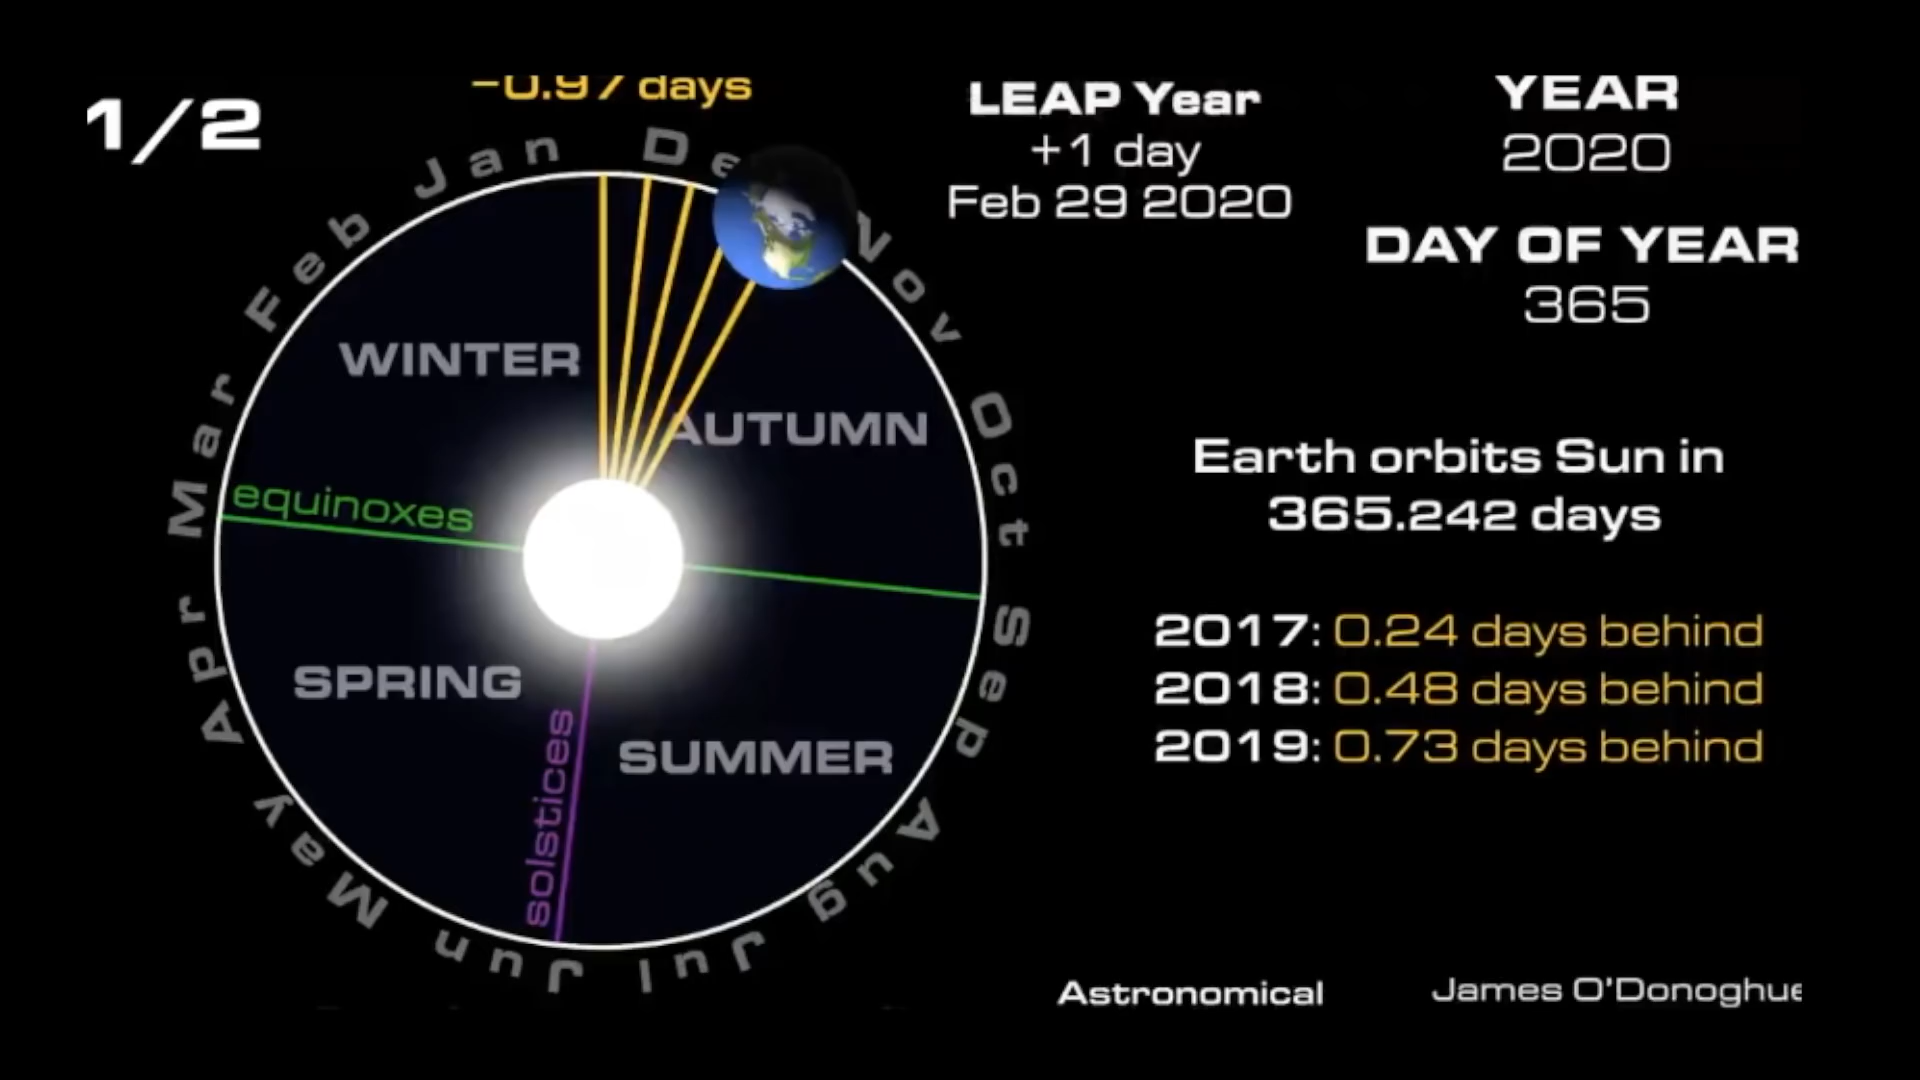 1/2
-0.97 days
LEAP Year
+1 day
Feb 29 2020
YEAR
2020
DAY OF YEAR
365
Jan
Feb
Mar
Apr
May
Jun
Jul
Aug
Sep
Oct
Nov
De
WINTER
AUTUMN
equinoxes
SPRING
SUMMER
solstices
Earth orbits Sun in
365.242 days
2017: 0.24 days behind
2018: 0.48 days behind
2019: 0.73 days behind
Astronomical
James O'Donoghue